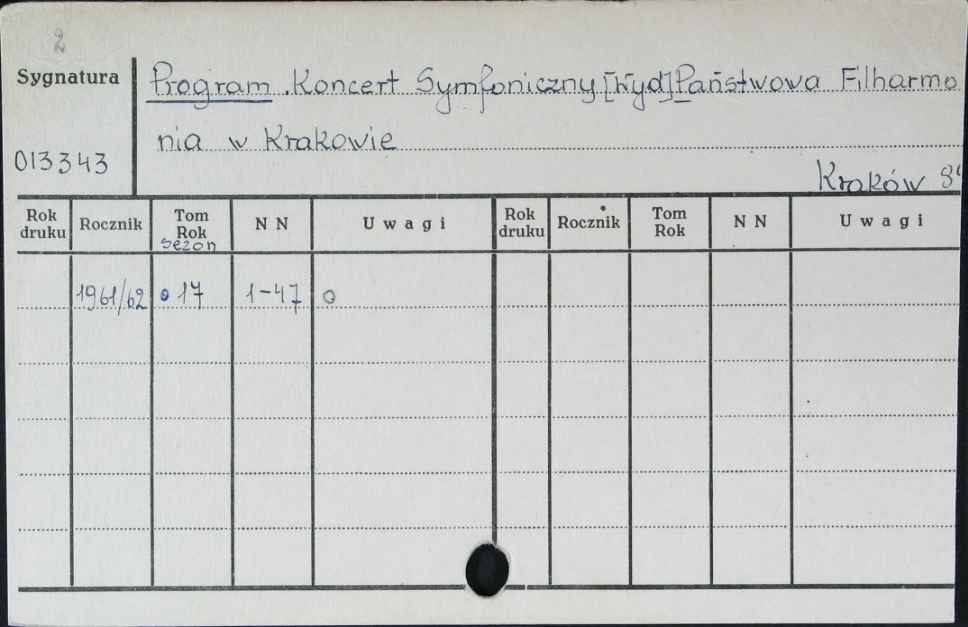 2
Sygnatura
Program. Koncert Symfoniczny [Wyd] Państwowa Filharmo
nia w Krakowie
013343
Kraków 8°
Rok druku Rocznik Tom Rok sezon N N Uwagi Rok druku Rocznik Tom Rok N N Uwagi
1961/62 17 1-47